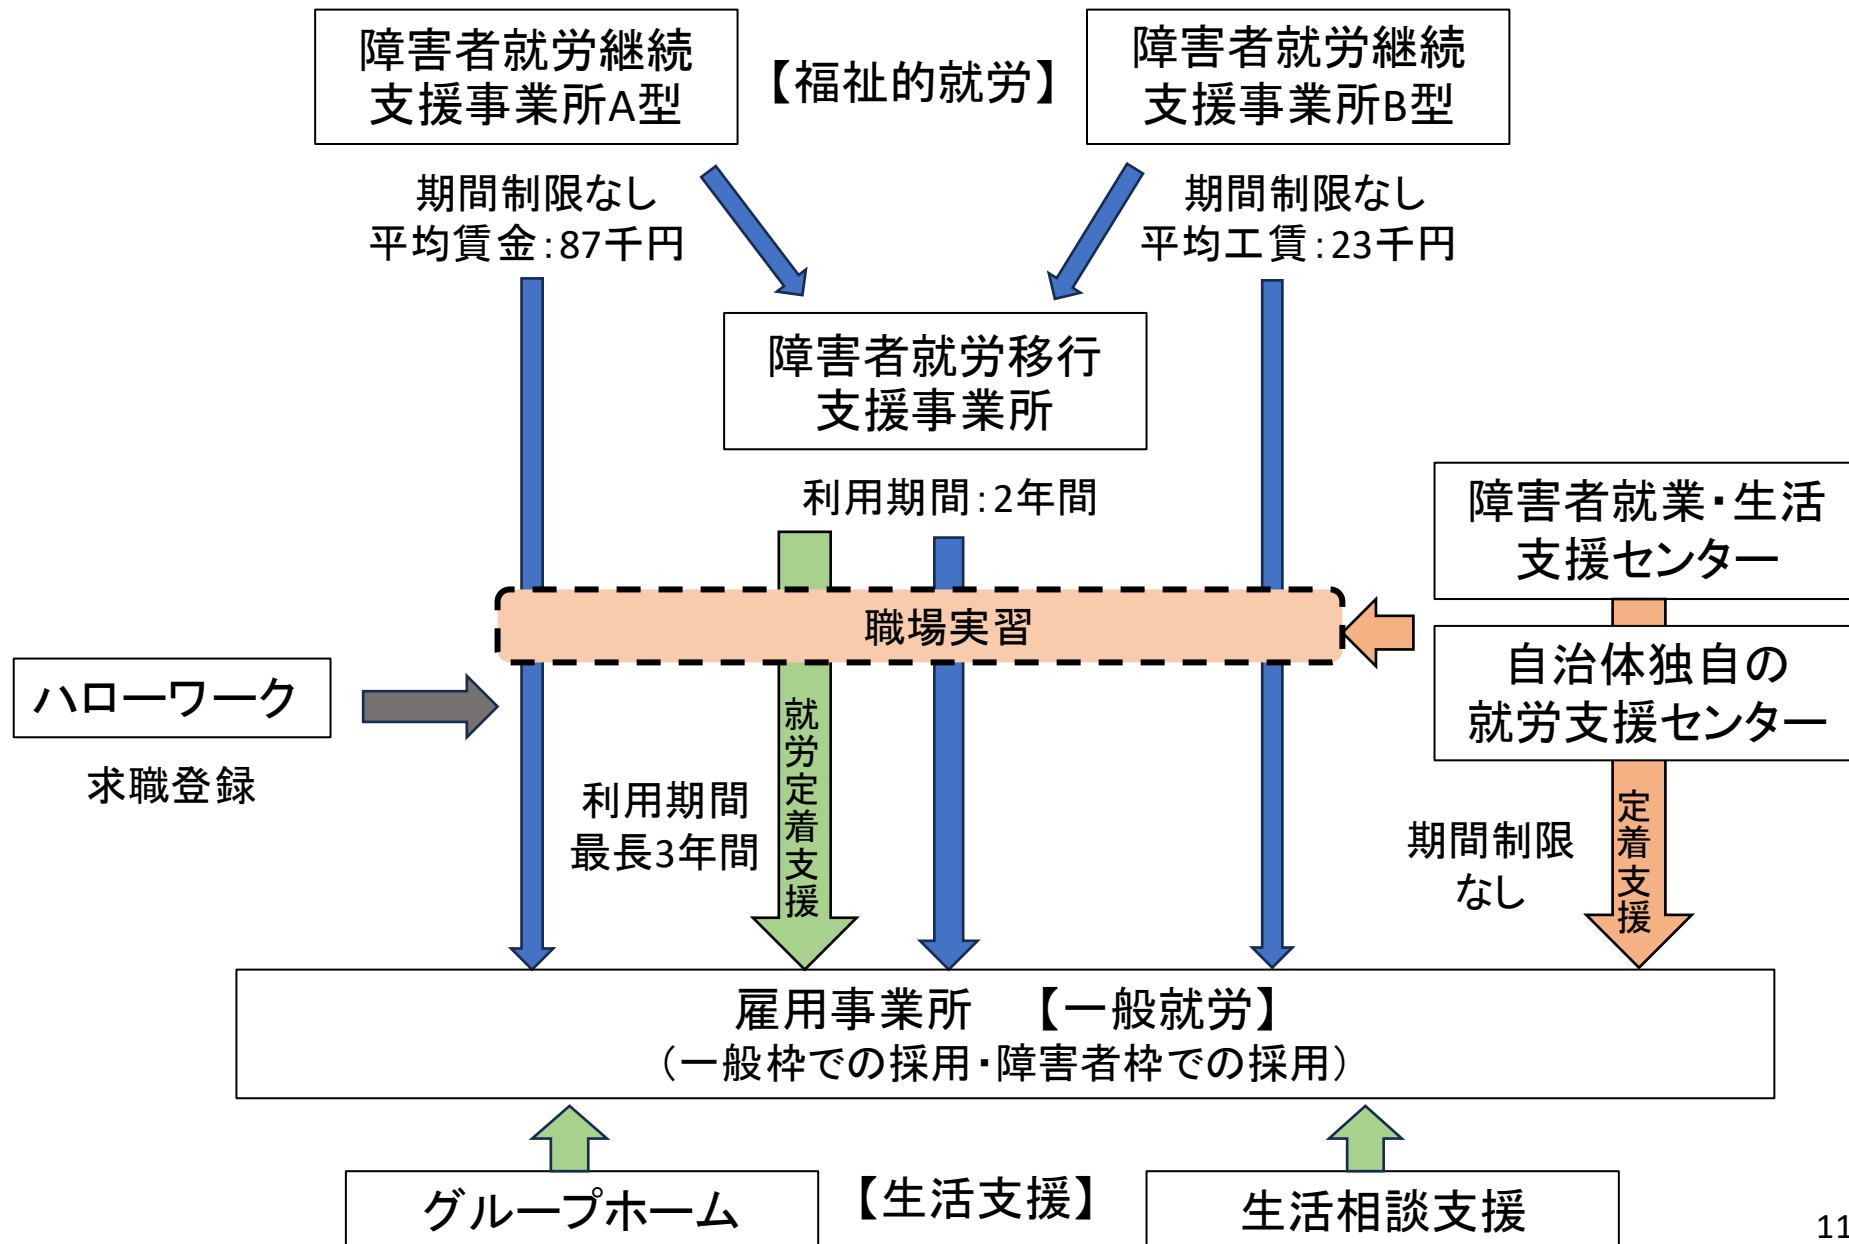 障害者就労継続
支援事業所A型
【福祉的就労】
障害者就労継続
支援事業所B型
期間制限なし
平均賃金:87千円
期間制限なし
平均工賃:23千円
障害者就労移行
支援事業所
利用期間:2年間
障害者就業・生活
支援センター
職場実習
自治体独自の
就労支援センター
ハローワーク
求職登録
利用期間
最長3年間
就労定着支援
期間制限
なし
定着支援
雇用事業所　【一般就労】
（一般枠での採用・障害者枠での採用）
グループホーム
【生活支援】
生活相談支援
11